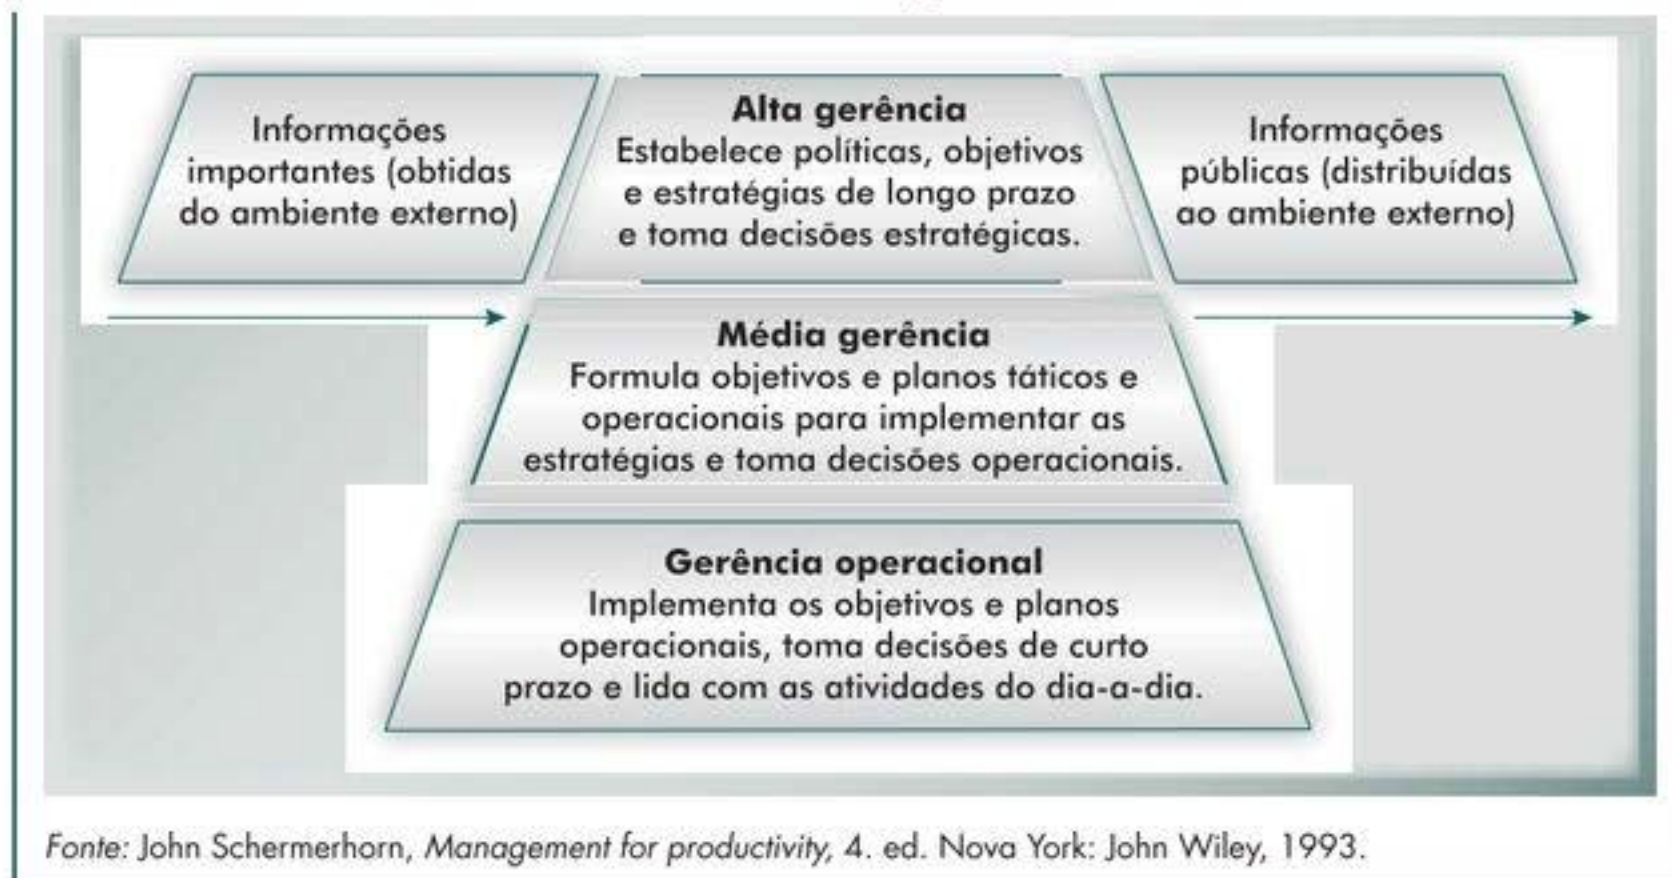 Informações
importantes (obtidas
do ambiente externo)
Alta gerência
Estabelece políticas, objetivos
e estratégias de longo prazo
e toma decisões estratégicas.
Informações
públicas (distribuídas
ao ambiente externo)
Média gerência
Formula objetivos e planos táticos e
operacionais para implementar as
estratégias e toma decisões operacionais.
Gerência operacional
Implementa os objetivos e planos
operacionais, toma decisões de curto
prazo e lida com as atividades do dia-a-dia.
Fonte: John Schermerhorn, Management for productivity, 4. ed. Nova York: John Wiley, 1993.